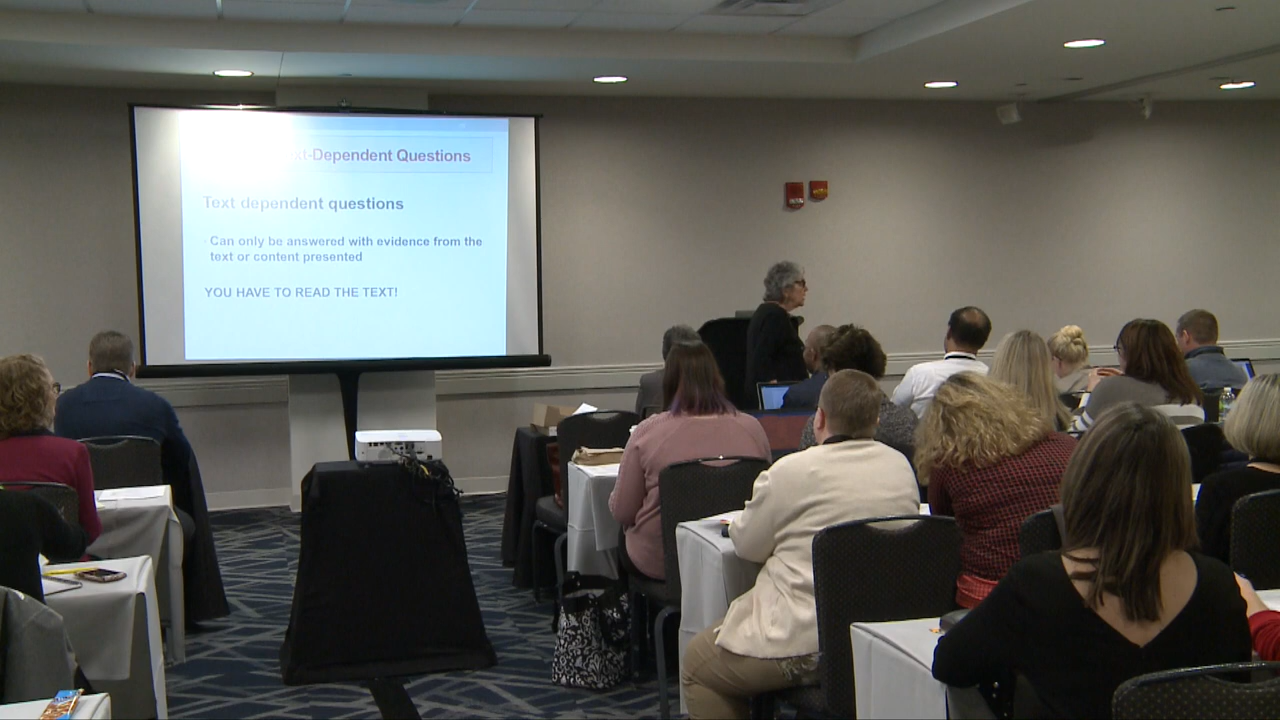 xt-Dependent Questions
Text dependent questions
· Can only be answered with evidence from the
text or content presented
YOU HAVE TO READ THE TEXT!